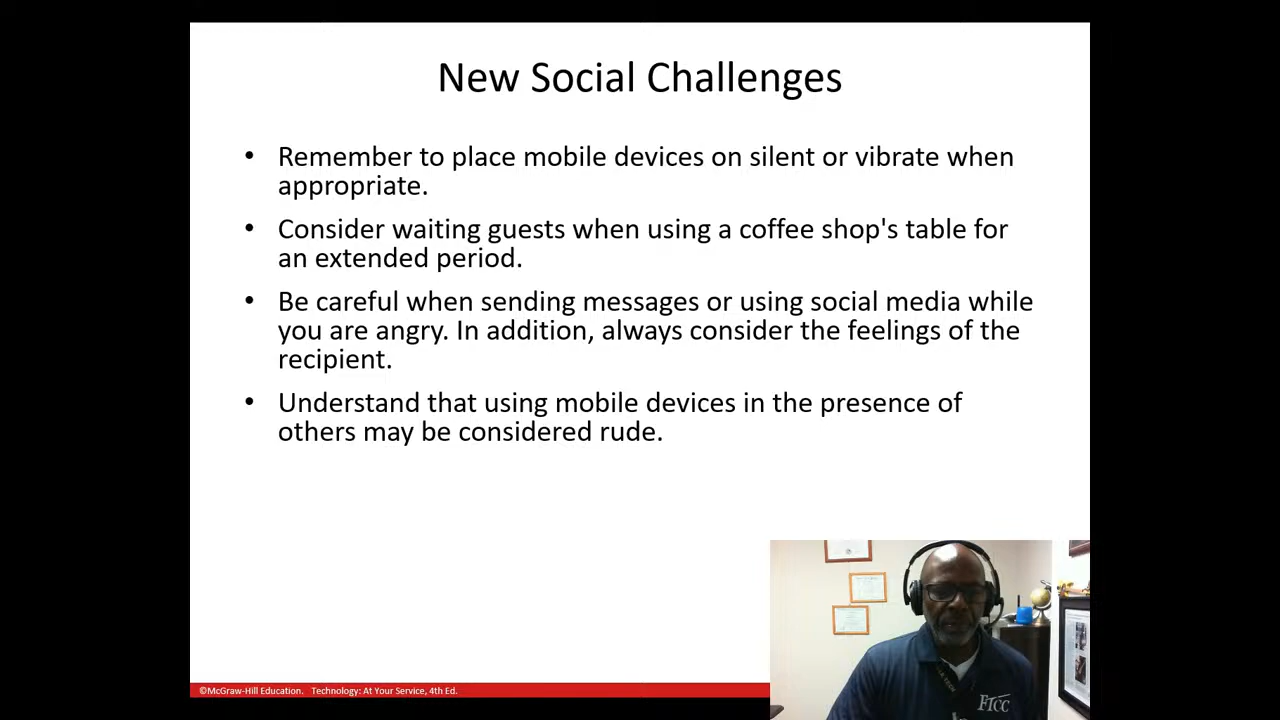 New Social Challenges
• Remember to place mobile devices on silent or vibrate when
appropriate.
• Consider waiting guests when using a coffee shop's table for
an extended period.
• Be careful when sending messages or using social media while
you are angry. In addition, always consider the feelings of the
recipient.
• Understand that using mobile devices in the presence of
others may be considered rude.
©McGraw-Hill Education. Technology: At Your Service, 4th Ed.
FTCC